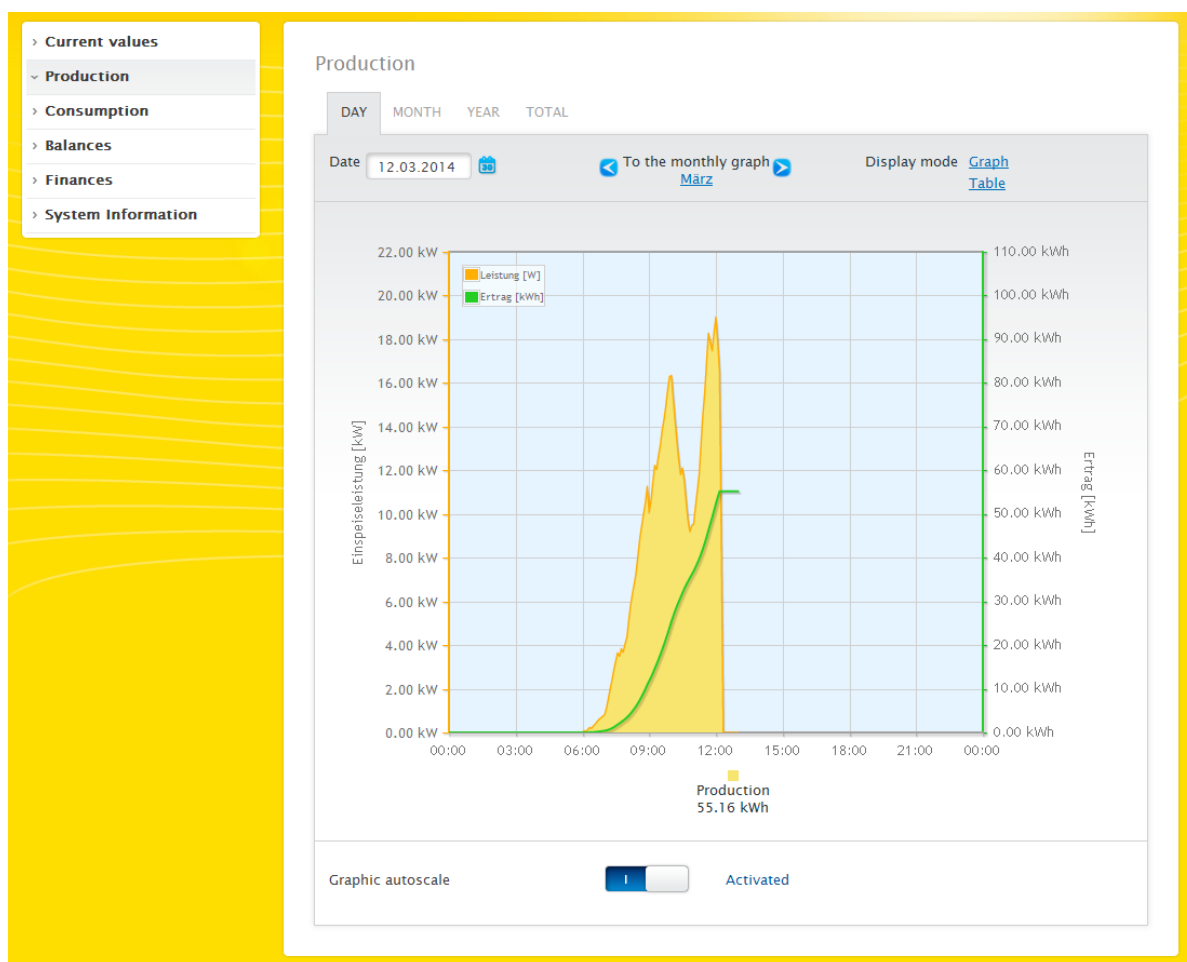 Current values
Production
Consumption
Balances
Finances
System Information
Production
DAY MONTH YEAR TOTAL
Date 12.03.2014 30 To the monthly graph Display mode Graph
März Table
22.00 kW 110.00 kWh
Leistung [W]
Ertrag [kWh]
20.00 kW 100.00 kWh
18.00 kW 90.00 kWh
16.00 kW 80.00 kWh
14.00 kW 70.00 kWh
12.00 kW 60.00 kWh
10.00 kW 50.00 kWh
8.00 kW 40.00 kWh
6.00 kW 30.00 kWh
4.00 kW 20.00 kWh
2.00 kW 10.00 kWh
0.00 kW 0.00 kWh
Einspeiseleistung [kW]
Ertrag [kWh]
00:00 03:00 06:00 09:00 12:00 15:00 18:00 21:00 00:00
Production
55.16 kWh
Graphic autoscale I Activated